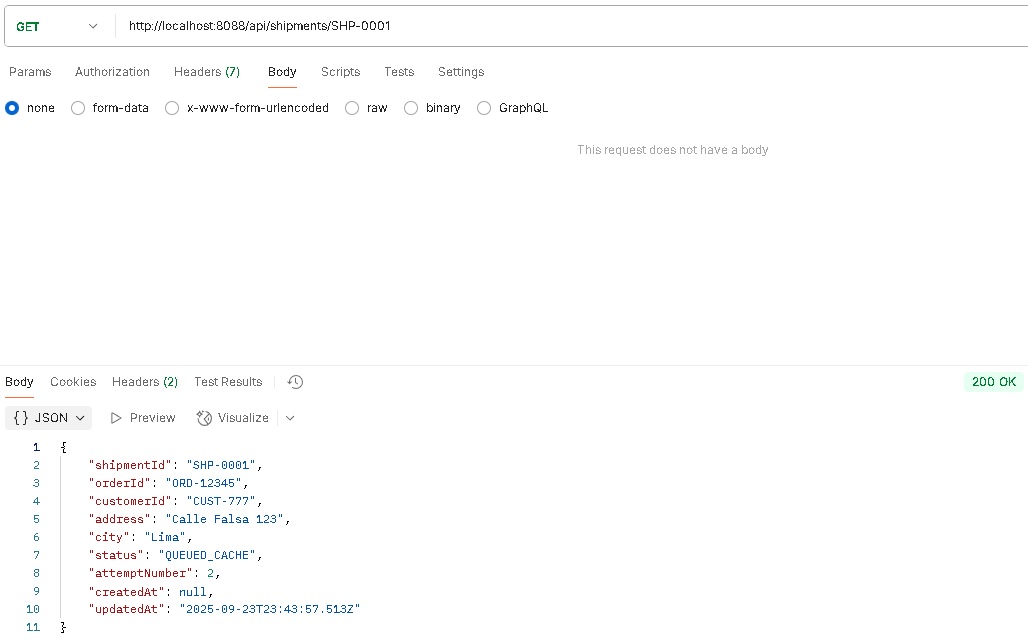 GET http://localhost:8088/api/shipments/SHP-0001
Params Authorization Headers (7) Body Scripts Tests Settings
none form-data x-www-form-urlencoded raw binary GraphQL
This request does not have a body
Body Cookies Headers (2) Test Results 200 OK
{} JSON Preview Visualize
1 {
2 "shipmentId": "SHP-0001",
3 "orderId": "ORD-12345",
4 "customerId": "CUST-777",
5 "address": "Calle Falsa 123",
6 "city": "Lima",
7 "status": "QUEUED_CACHE",
8 "attemptNumber": 2,
9 "createdAt": null,
10 "updatedAt": "2025-09-23T23:43:57.513Z"
11 }